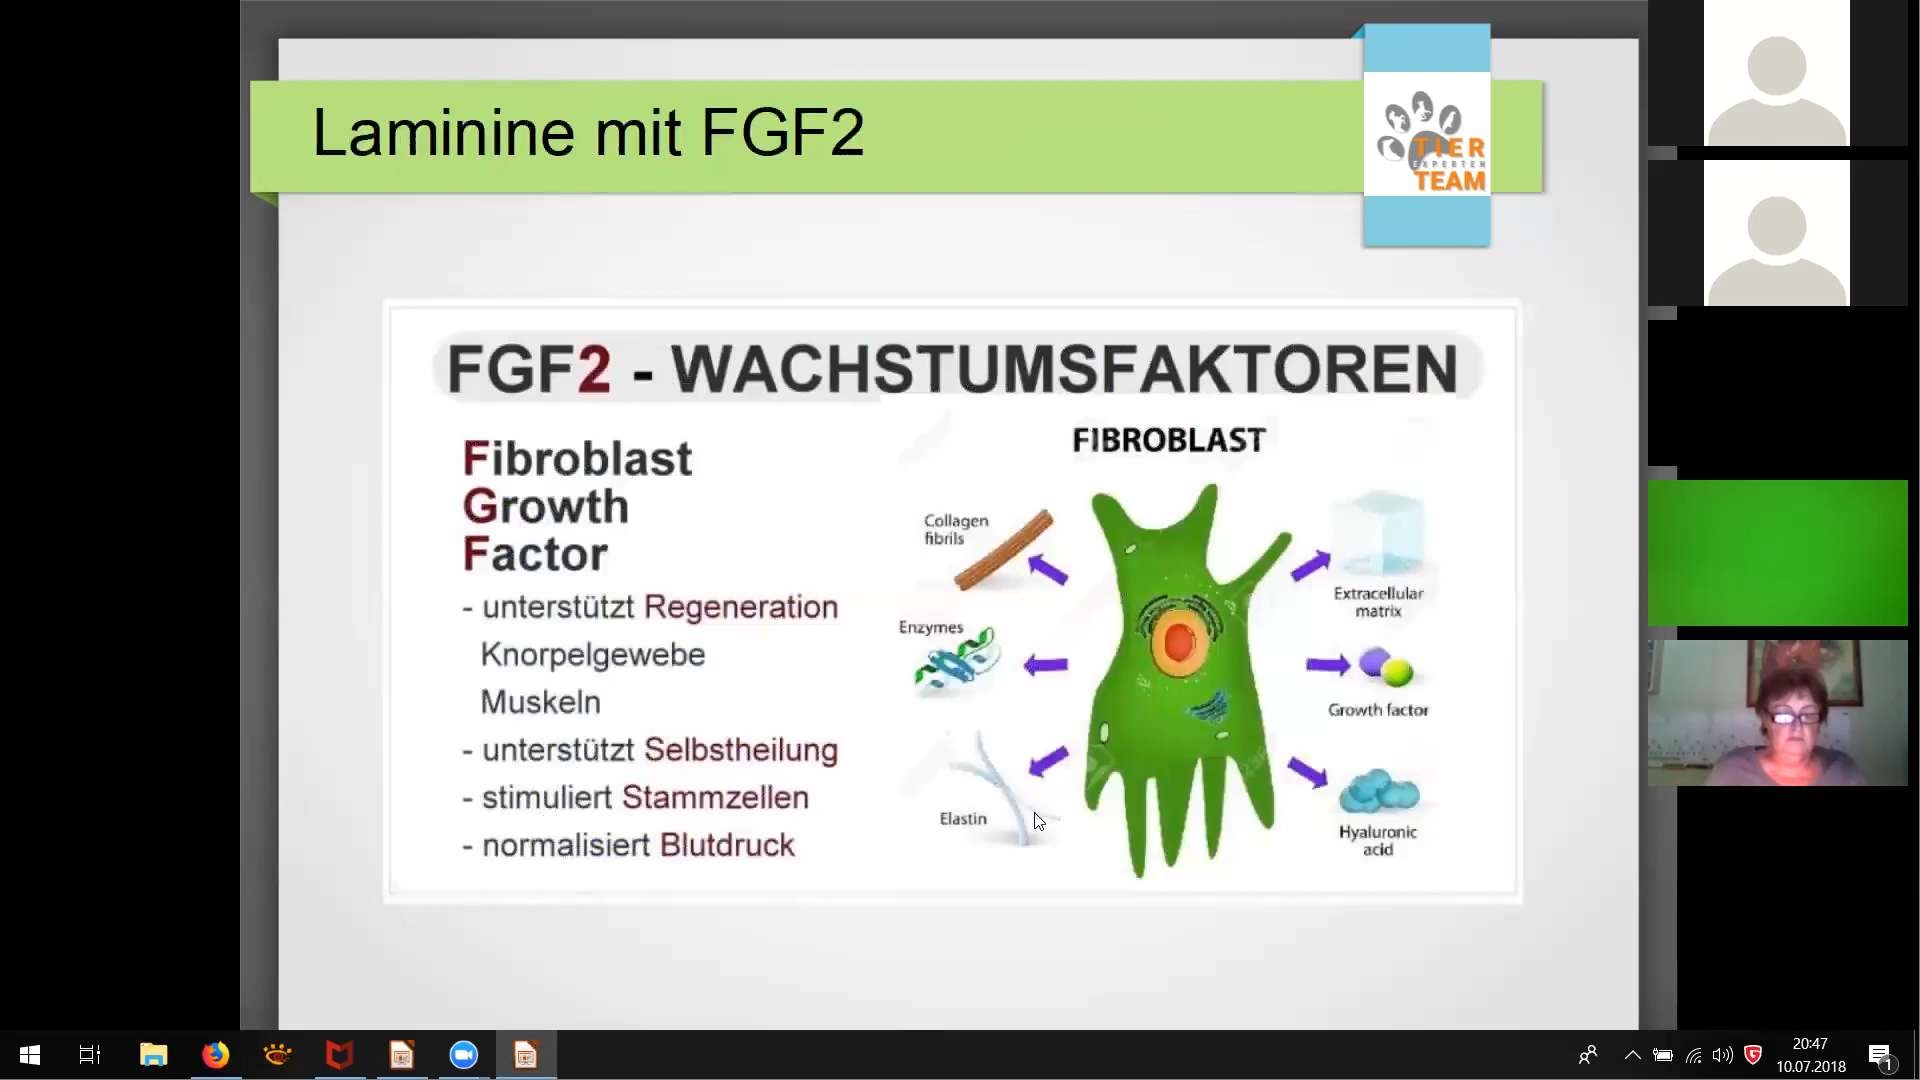 Laminine mit FGF2
TIER
EXPERTEN
TEAM
FGF2 - WACHSTUMSFAKTOREN
Fibroblast
Growth
Factor
- unterstützt Regeneration
Knorpelgewebe
Muskeln
- unterstützt Selbstheilung
- stimuliert Stammzellen
- normalisiert Blutdruck
FIBROBLAST
Collagen
fibrils
Enzymes
Elastin
Extracellular
matrix
Growth factor
Hyaluronic
acid
20:47
10.07.2018
1